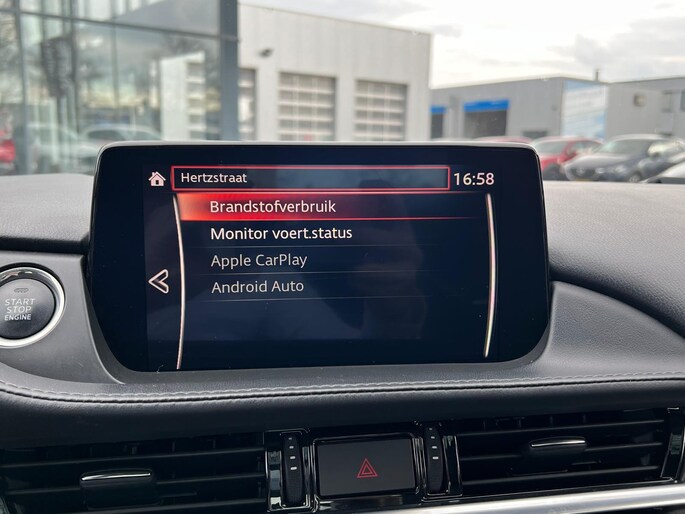 Hertzstraat
16:58
Brandstofverbruik
Monitor voert.status
Apple CarPlay
Android Auto
START
STOP
ENGINE